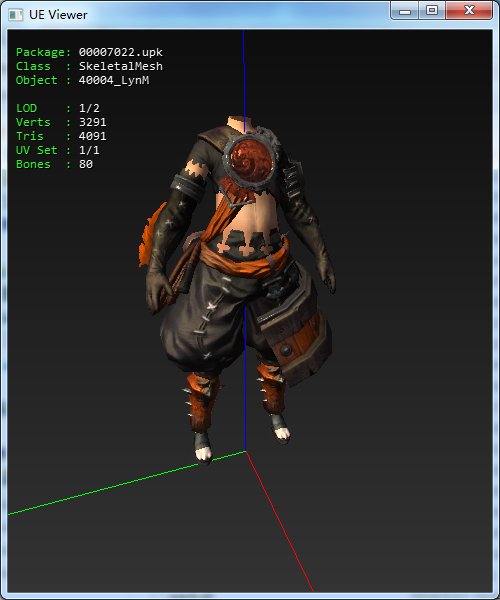 UE Viewer
Package: 00007022.upk
Class : SkeletalMesh
Object : 40004_LynM
LOD : 1/2
Verts : 3291
Tris : 4091
UV Set : 1/1
Bones : 80